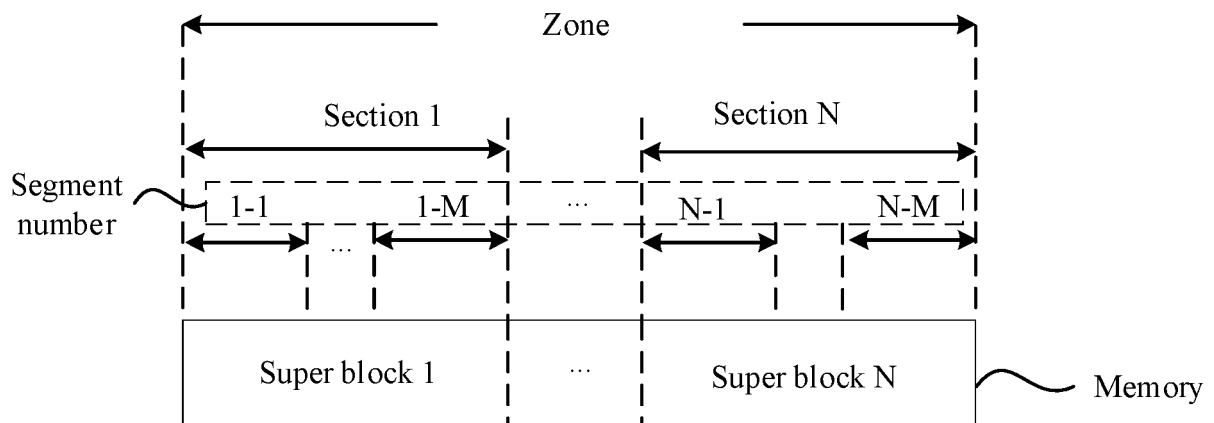 Zone
Section 1
Section N
Segment
number
1-1
1-M
...
N-1
N-M
...
Super block 1
...
...
Super block N
Memory